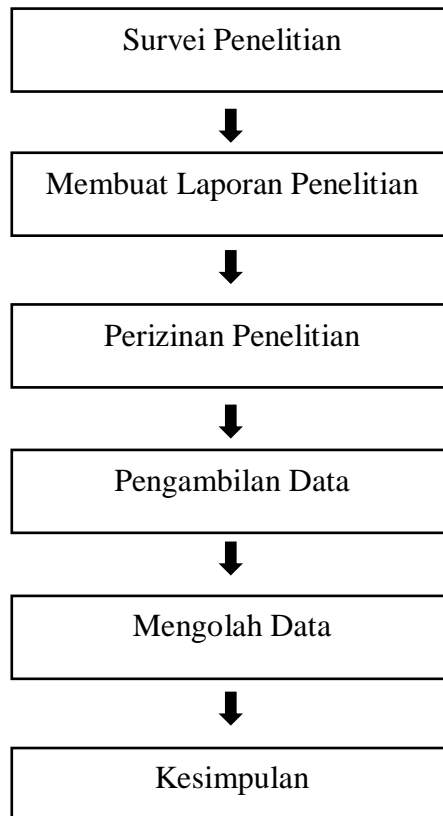 Survei Penelitian
Membuat Laporan Penelitian
Perizinan Penelitian
Pengambilan Data
Mengolah Data
Kesimpulan